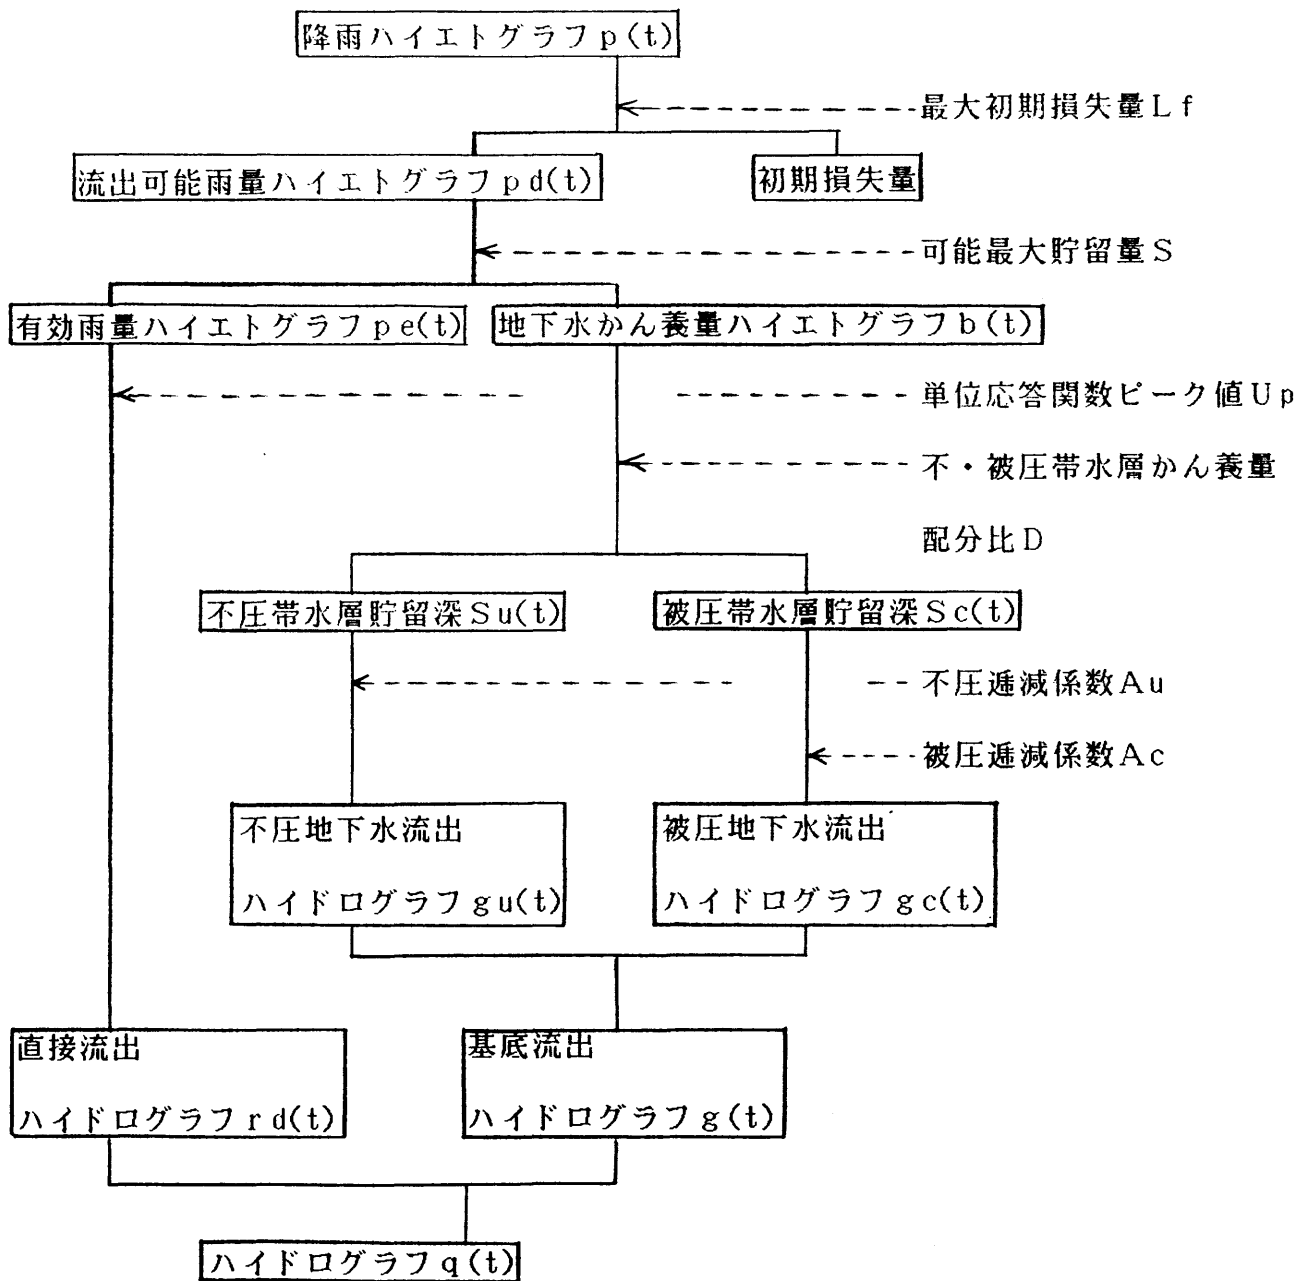 降雨ハイエトグラフp(t)
最大初期損失量Lf
流出可能雨量ハイエトグラフpd(t)
初期損失量
可能最大貯留量S
有効雨量ハイエトグラフpe(t)
地下水かん養量ハイエトグラフb(t)
単位応答関数ピーク値Up
不・被圧帯水層かん養量
配分比D
不圧帯水層貯留深Su(t)
被圧帯水層貯留深Sc(t)
不圧逓減係数Au
被圧逓減係数Ac
不圧地下水流出
ハイドログラフgu(t)
被圧地下水流出
ハイドログラフgc(t)
直接流出
ハイドログラフrd(t)
基底流出
ハイドログラフg(t)
ハイドログラフq(t)